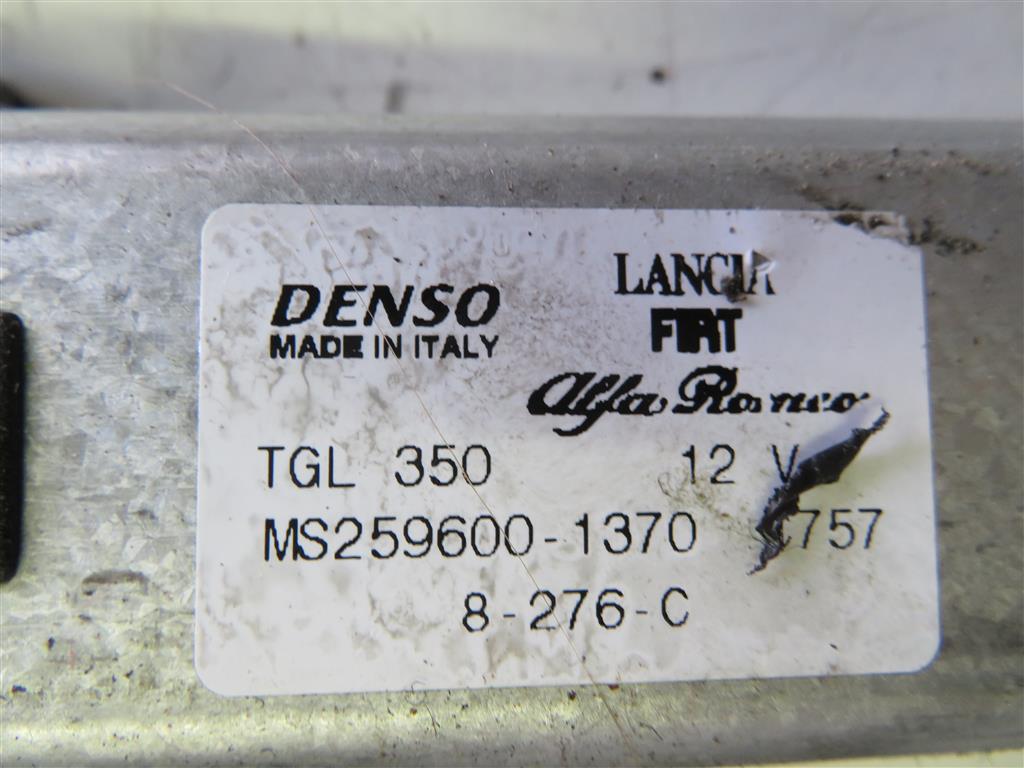 DENSO
MADE IN ITALY
LANCIA
FIAT
Alfa Romeo
TGL 350 12 V
MS259600-1370
8-276-C